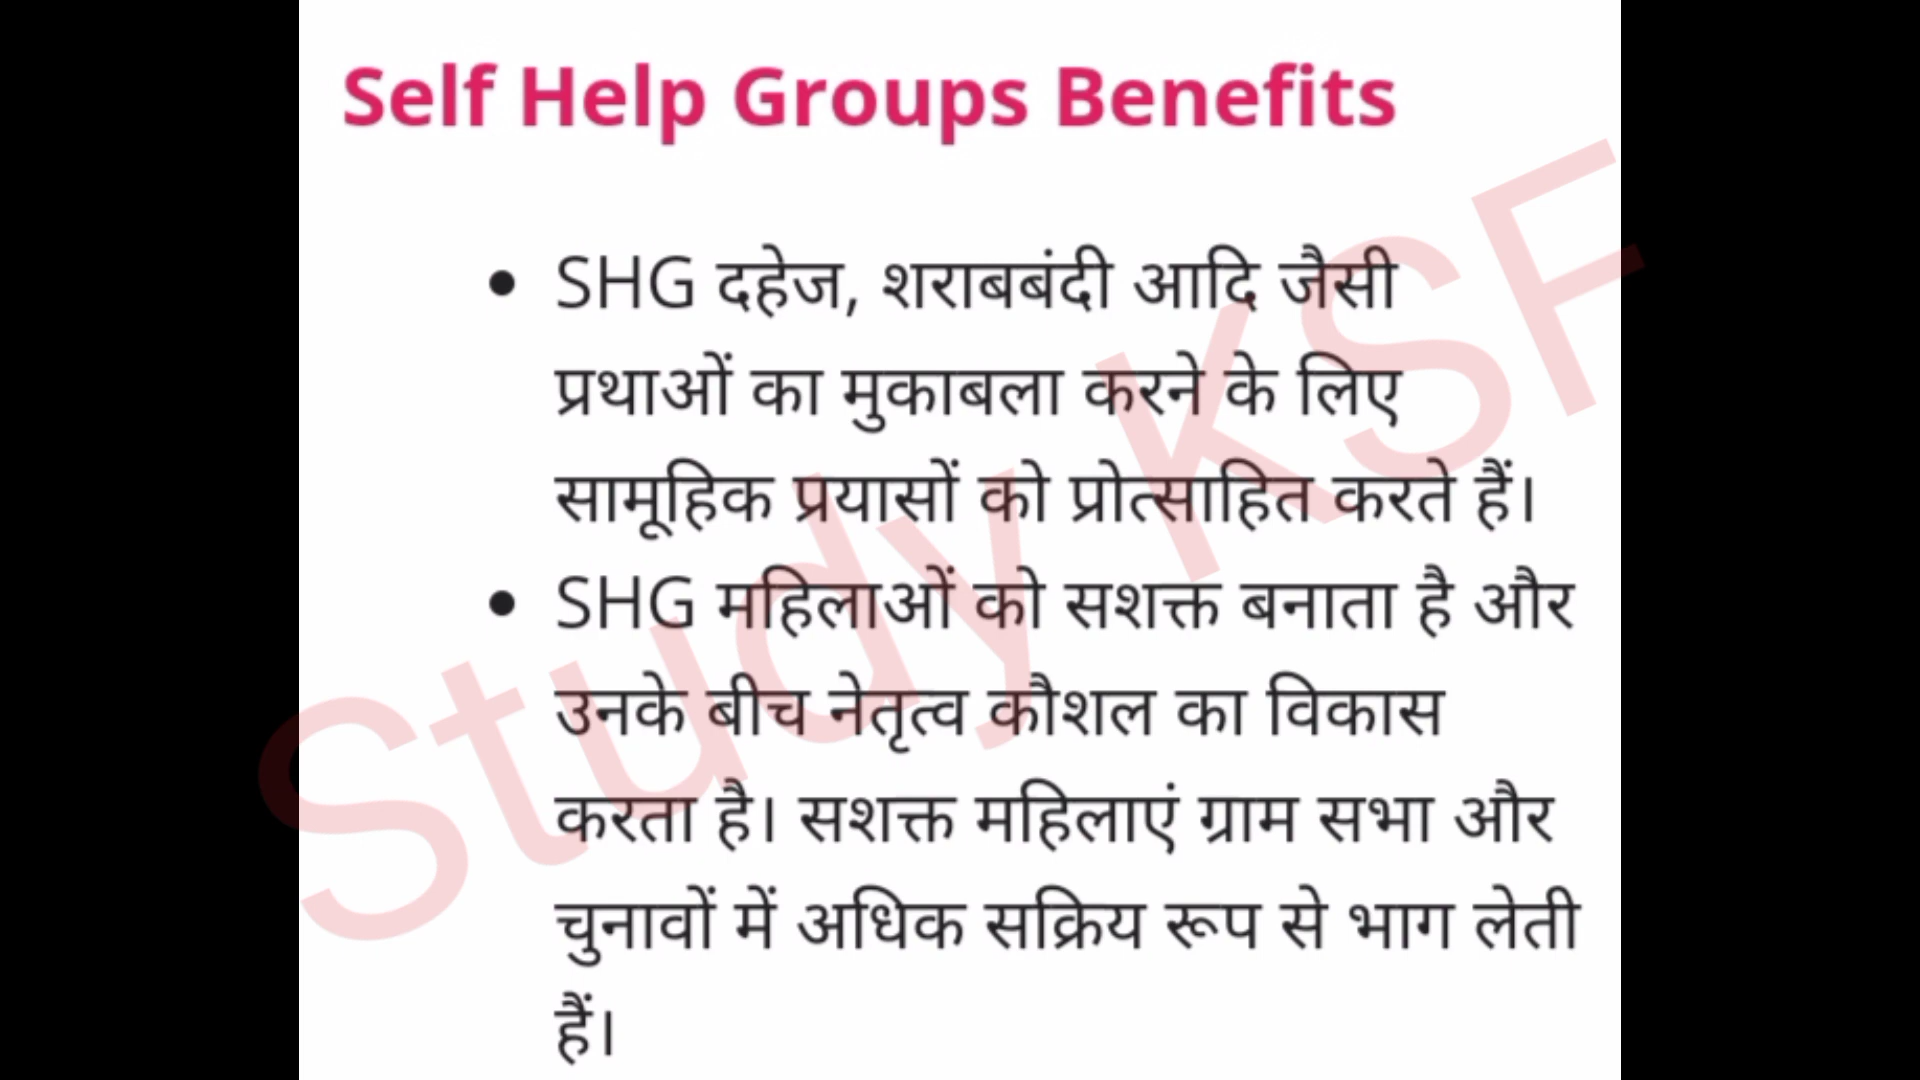 Self Help Groups Benefits
• SHG दहेज, शराबबंदी आदि जैसी
प्रथाओं का मुकाबला करने के लिए
सामूहिक प्रयासों को प्रोत्साहित करते हैं।
• SHG महिलाओं को सशक्त बनाता है और
उनके बीच नेतृत्व कौशल का विकास
करता है। सशक्त महिलाएं ग्राम सभा और
चुनावों में अधिक सक्रिय रूप से भाग लेती
हैं।
Study KSF